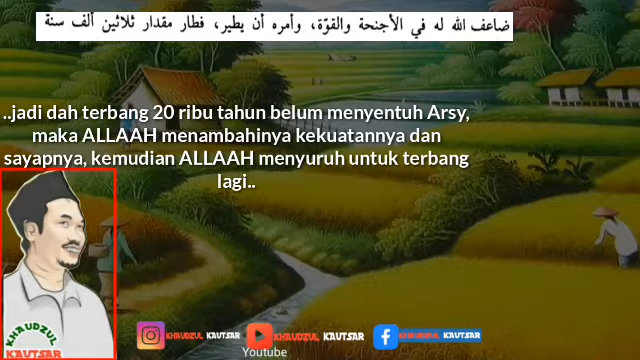 ضاعف الله له في الأجنحة والقوّة، وأمره أن يطير، فطار مقدار ثلاثين ألف سنة
..jadi dah terbang 20 ribu tahun belum menyentuh Arsy,
maka ALLAAH menambahinya kekuatannya dan
sayapnya, kemudian ALLAAH menyuruh untuk terbang
lagi..
KHAUDZUL
KAUTSAR
KHAUDZUL KAUTSAR
KHAUDZUL KAUTSAR
KHAUDZUL KAUTSAR
Youtube